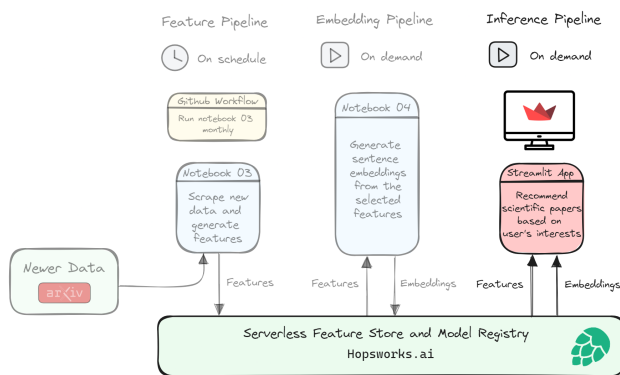 Feature Pipeline
On schedule
Github Workflow
Run notebook 03
monthly
Notebook 03
Scrape new
data and
generate
features
Newer Data
arXiv
Features
Embedding Pipeline
On demand
Notebook 04
Generate
sentence
embeddings
from the
selected
features
Features
Embeddings
Inference Pipeline
On demand
Streamlit App
Recommend
scientific papers
based on
user's interests
Features
Embeddings
Serverless Feature Store and Model Registry
Hopsworks.ai